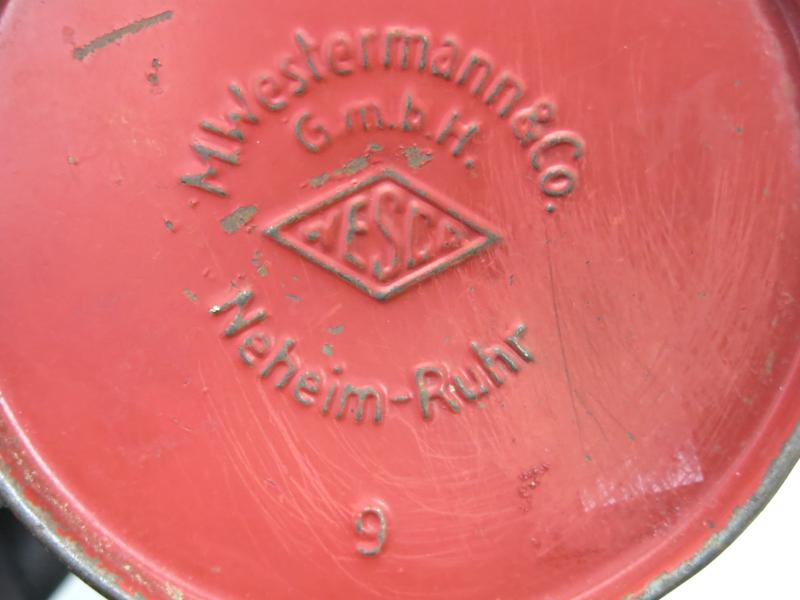 M.Westermann & Co.
G.m.b.H.
WESCO
Neheim-Ruhr
9